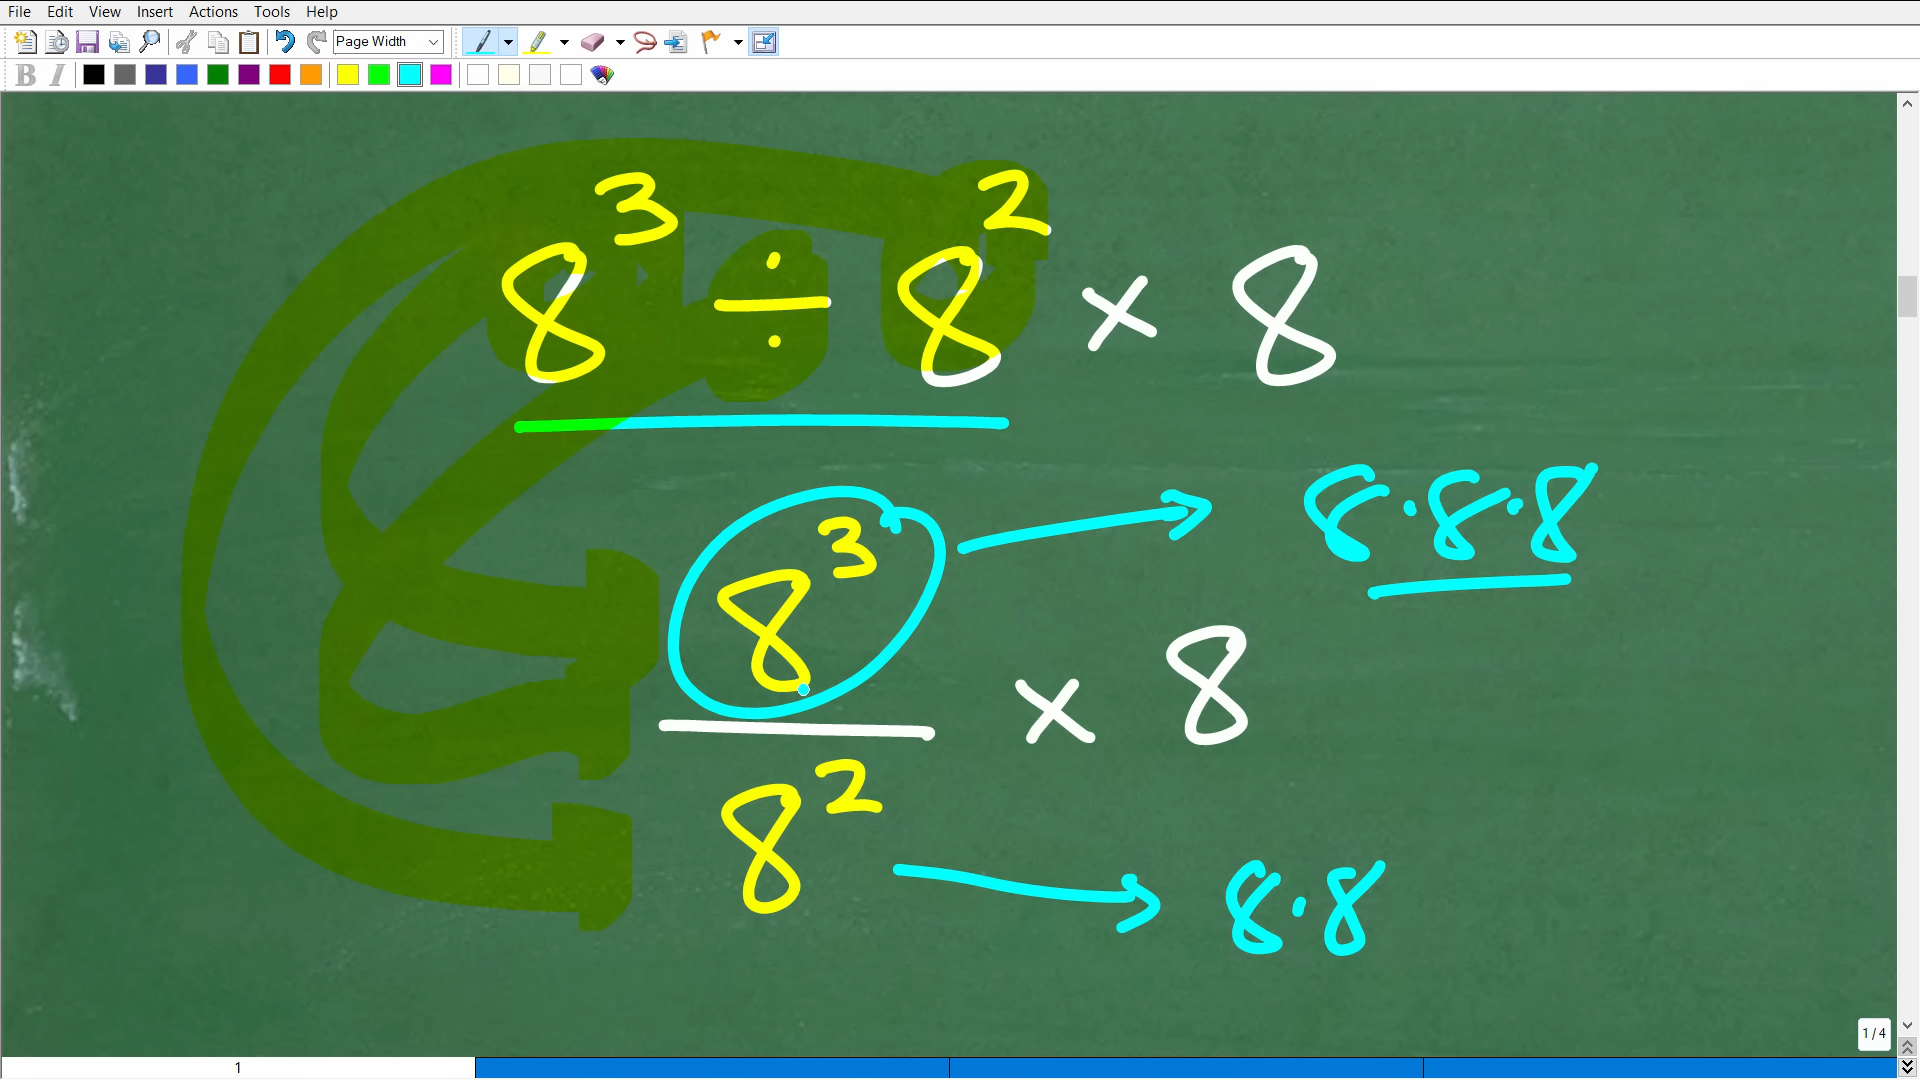 File Edit View Insert Actions Tools Help
Page Width
B I
8³ ÷ 8² × 8
8³ → 8·8·8
― × 8
8² → 8·8
1 / 4
1